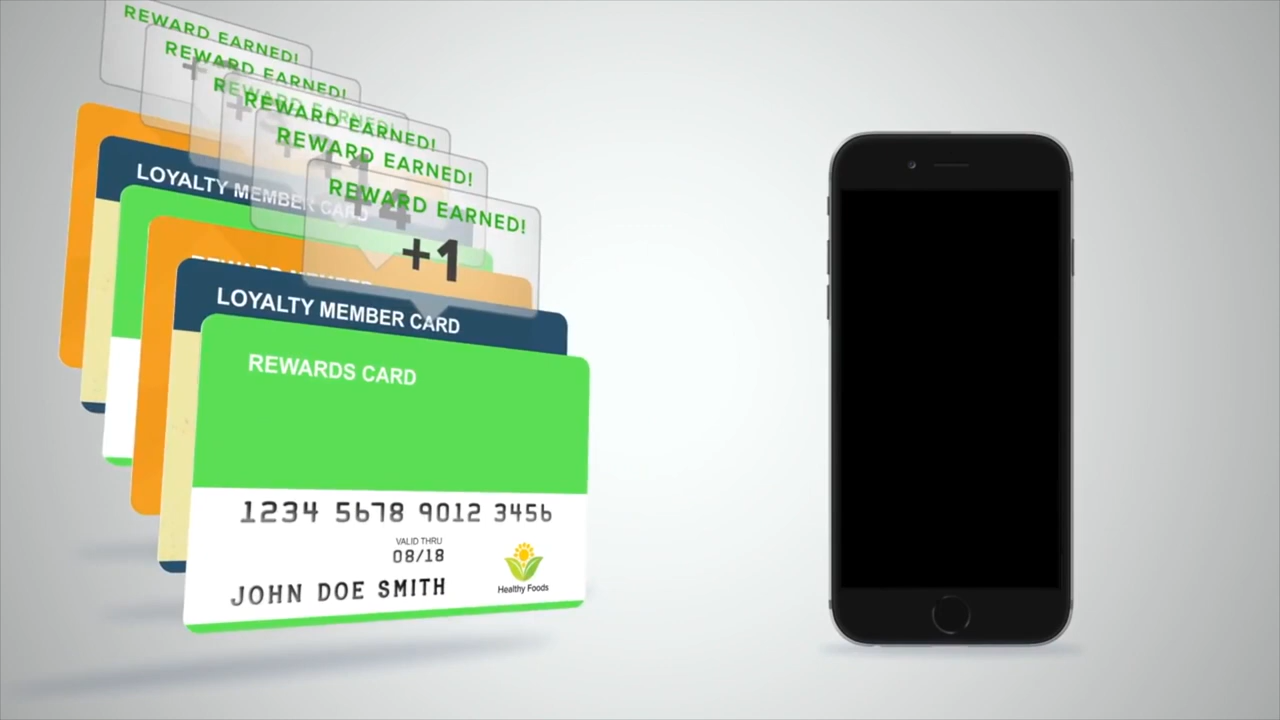 REWARD EARNED!
REWARD EARNED!
REWARD EARNED!
REWARD EARNED!
REWARD EARNED!
REWARD EARNED!
+1
LOYALTY MEMBER CARD
LOYALTY MEMBER CARD
REWARDS CARD
1234 5678 9012 3456
VALID THRU
08/18
JOHN DOE SMITH
Healthy Foods